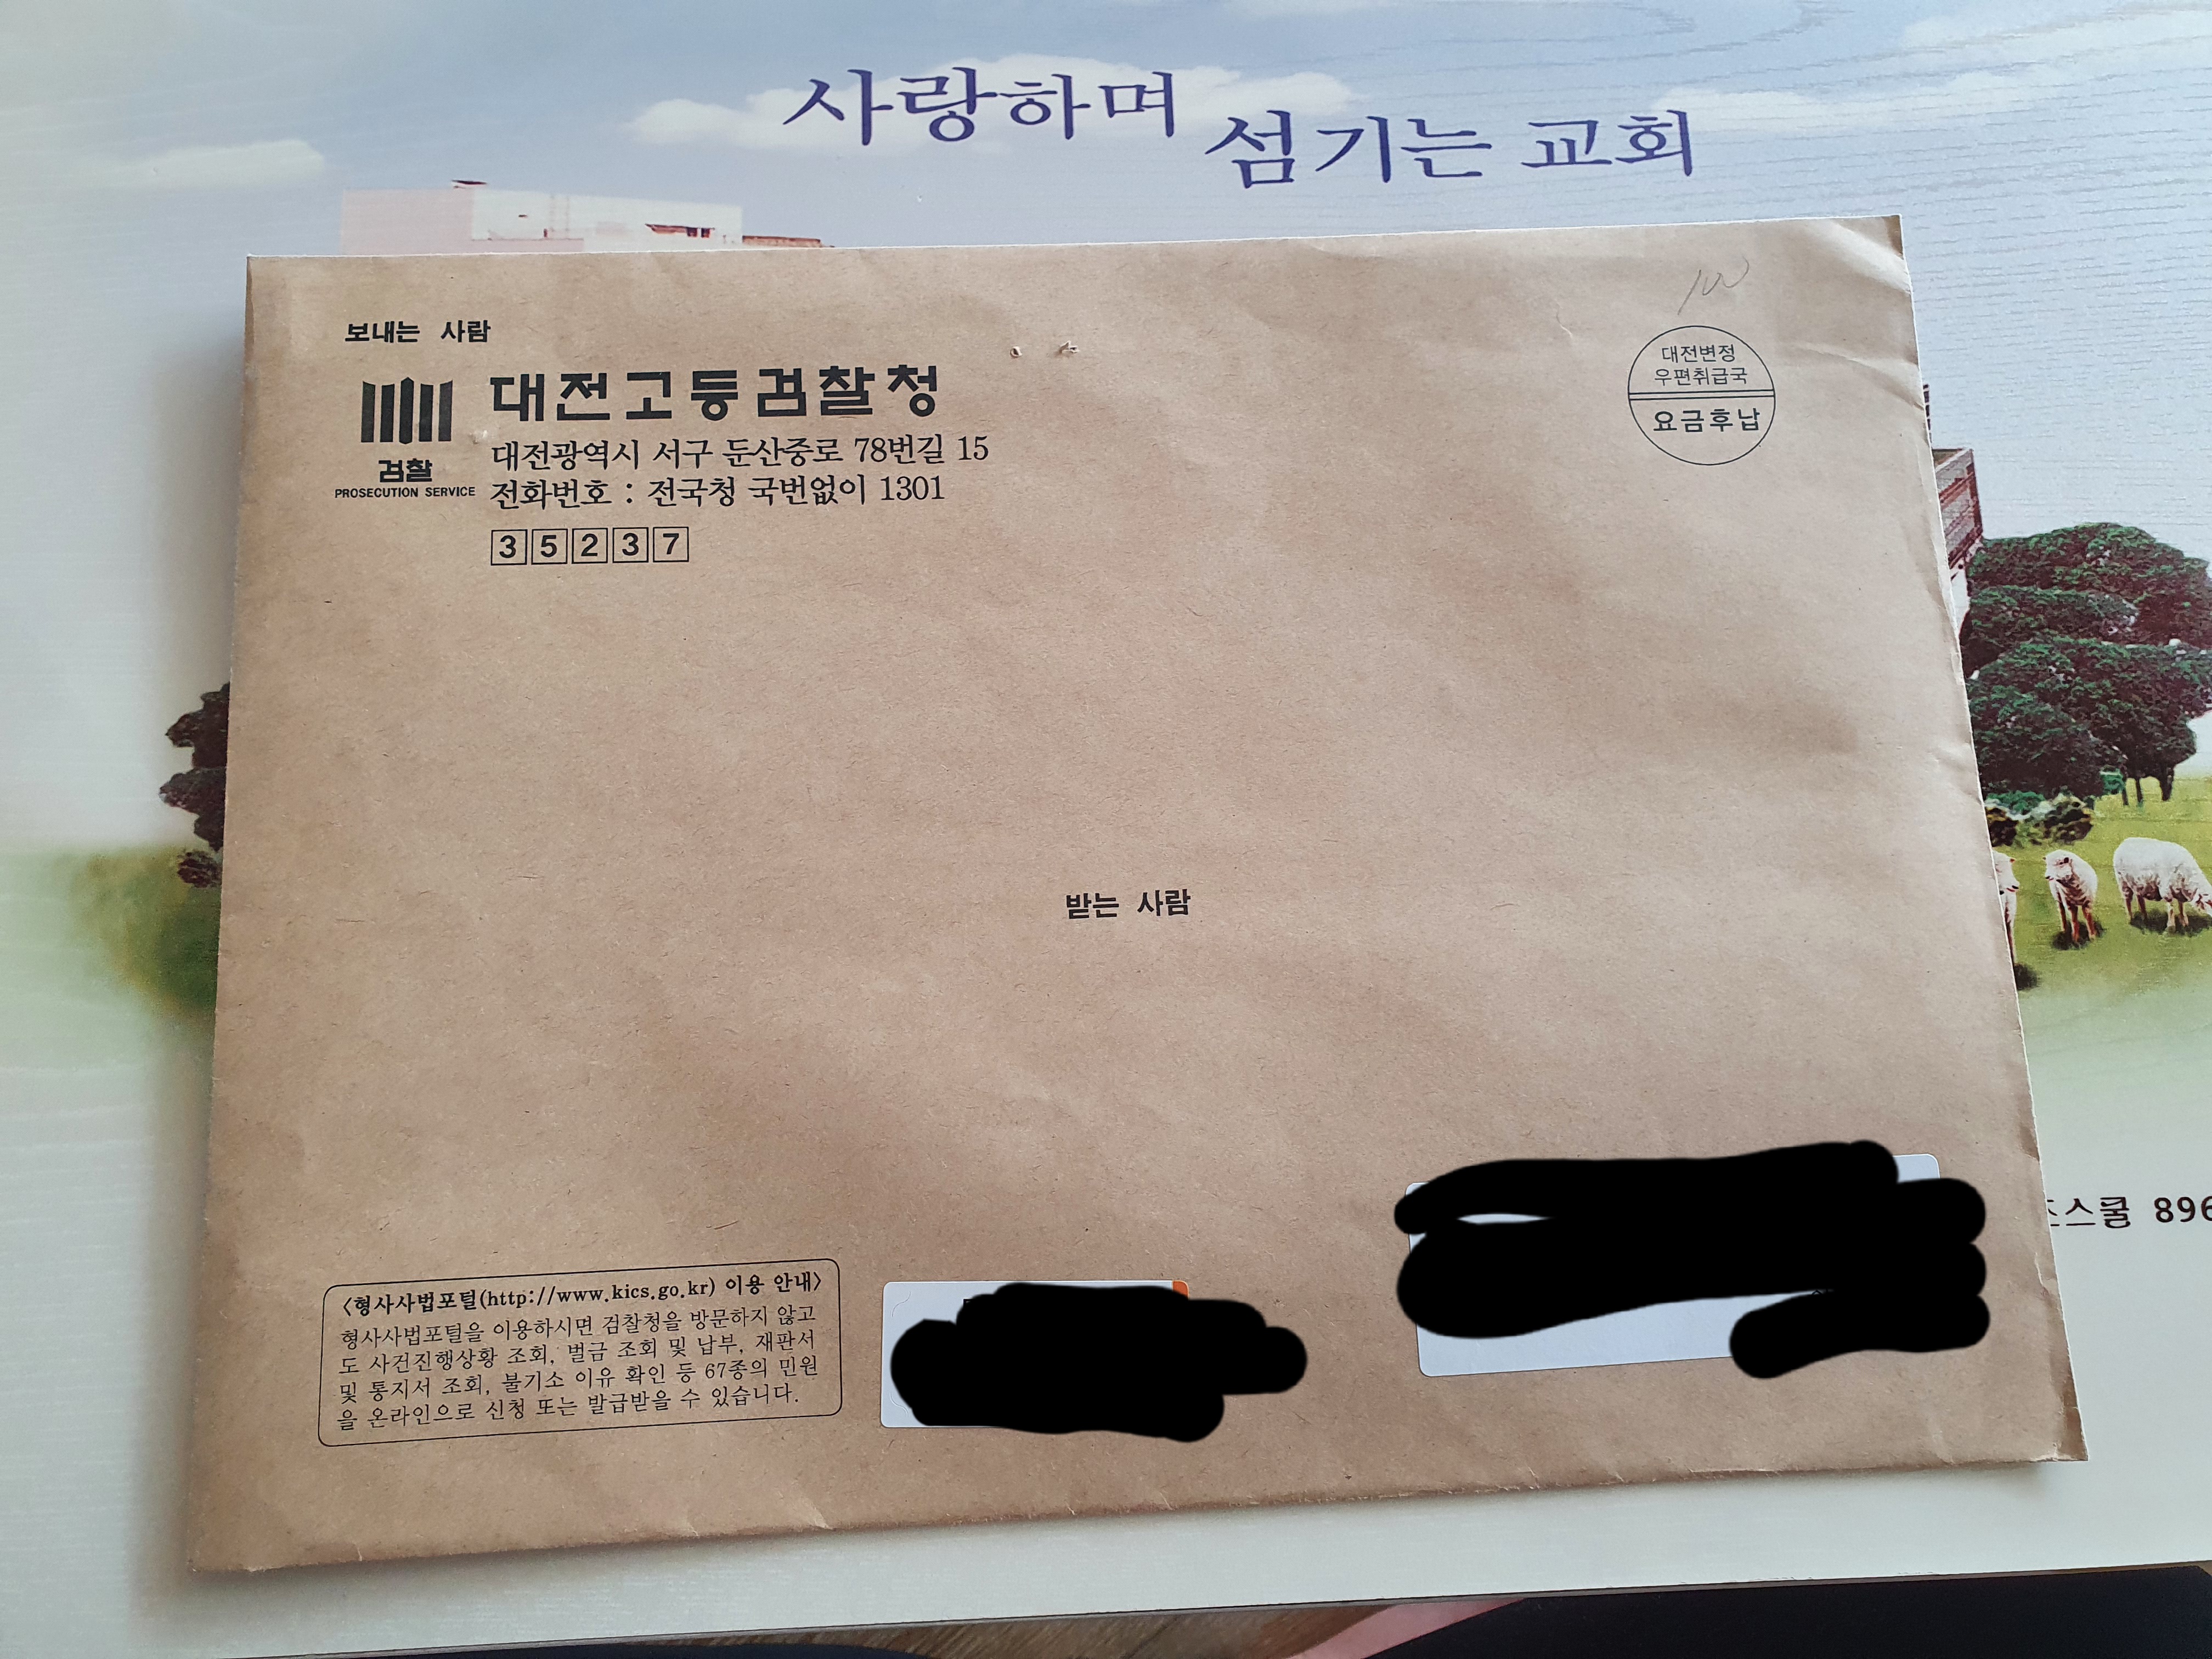 사랑하며
섬기는 교회
보내는 사람
대전고등검찰청
대전광역시 서구 둔산중로 78번길 15
전화번호 : 전국청 국번없이 1301
검찰
PROSECUTION SERVICE
35237
100
대전변정
우편취급국
요금후납
받는 사람
스쿨 896
<형사사법포털(http://www.kics.go.kr) 이용 안내>
형사사법포털을 이용하시면 검찰청을 방문하지 않고
도 사건진행상황 조회, 벌금 조회 및 납부, 재판서
및 통지서 조회, 불기소 이유 확인 등 67종의 민원
을 온라인으로 신청 또는 발급받을 수 있습니다.